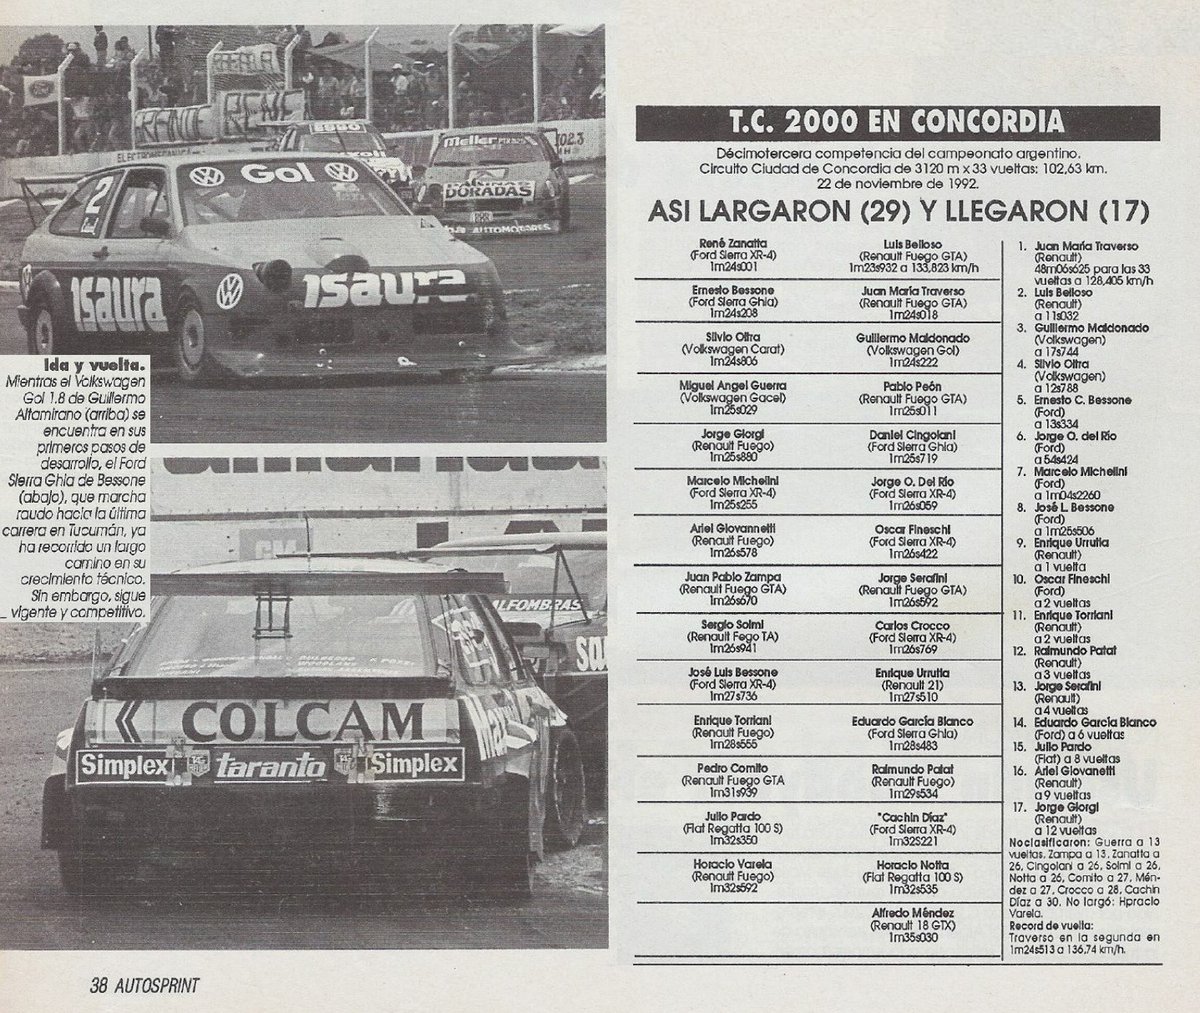 2
Gol
Gol
Isaura
Isaura
RENE
Meller
DORADAS
AUTOMOTORES
Ida y vuelta.
Mientras el Volkswagen
Gol 1.8 de Guillermo
Altamirano (arriba) se
encuentra en sus
primeros pasos de
desarrollo, el Ford
Sierra Ghia de Bessone
(abajo), que marcha
raudo hacia la última
carrera en Tucumán, ya
ha recorrido un largo
camino en su
crecimiento técnico.
Sin embargo, sigue
vigente y competitivo.
ALFOMBRAS
COLCAM
Simplex
taranto
Simplex
38 AUTOSPRINT
T.C. 2000 EN CONCORDIA
Décimotercera competencia del campeonato argentino.
Circuito Ciudad de Concordia de 3120 m x 33 vueltas: 102,63 km.
22 de noviembre de 1992.
ASI LARGARON (29) Y LLEGARON (17)
René Zanatta
(Ford Sierra XR-4)
1m24s001
Luis Belloso
(Renault Fuego GTA)
1m23s932 a 133,823 km/h
Ernesto Bessone
(Ford Sierra Ghia)
1m24s208
Juan María Traverso
(Renault Fuego GTA)
1m24s018
Silvio Oltra
(Volkswagen Carat)
1m24s806
Guillermo Maldonado
(Volkswagen Gol)
1m24s222
Miguel Angel Guerra
(Volkswagen Gacel)
1m25s029
Pablo Peón
(Renault Fuego GTA)
1m25s011
Jorge Giorgi
(Renault Fuego)
1m25s880
Daniel Cingolani
(Ford Sierra Ghia)
1m25s719
Marcelo Michelini
(Ford Sierra XR-4)
1m25s255
Jorge O. Del Río
(Ford Sierra XR-4)
1m26s059
Ariel Giovannetti
(Renault Fuego)
1m26s578
Oscar Fineschi
(Ford Sierra XR-4)
1m26s422
Juan Pablo Zampa
(Renault Fuego GTA)
1m26s670
Jorge Serafini
(Renault Fuego GTA)
1m26s592
Sergio Solmi
(Renault Fego TA)
1m26s941
Carlos Crocco
(Ford Sierra XR-4)
1m26s769
José Luis Bessone
(Ford Sierra XR-4)
1m27s736
Enrique Urrutia
(Renault 21)
1m27s510
Enrique Torriani
(Renault Fuego)
1m28s555
Eduardo García Blanco
(Ford Sierra Ghia)
1m28s483
Pedro Comito
(Renault Fuego GTA
1m31s939
Raimundo Patat
(Renault Fuego)
1m29s534
Julio Pardo
(Fiat Regatta 100 S)
1m32s350
"Cachin Díaz"
(Ford Sierra XR-4)
1m32S221
Horacio Varela
(Renault Fuego)
1m32s592
Horacio Notta
(Fiat Regatta 100 S)
1m32s535
Alfredo Méndez
(Renault 18 GTX)
1m35s030
1. Juan María Traverso
(Renault)
48m06s625 para las 33
vueltas a 128,405 km/h
2. Luis Belloso
(Renault)
a 11s032
3. Guillermo Maldonado
(Volkswagen)
a 17s744
4. Silvio Oltra
(Volkswagen)
a 12s788
5. Ernesto C. Bessone
(Ford)
a 13s334
6. Jorge O. del Río
(Ford)
a 54s424
7. Marcelo Michelini
(Ford)
a 1m04s2260
8. José L. Bessone
(Ford)
a 1m25s506
9. Enrique Urrutia
(Renault)
a 1 vuelta
10. Oscar Fineschi
(Ford)
a 2 vueltas
11. Enrique Torriani
(Renault)
a 2 vueltas
12. Raimundo Patat
(Renault)
a 3 vueltas
13. Jorge Serafini
(Renault)
a 4 vueltas
14. Eduardo García Blanco
(Ford) a 6 vueltas
15. Julio Pardo
(Fiat) a 8 vueltas
16. Ariel Giovanetti
(Renault)
a 9 vueltas
17. Jorge Giorgi
(Renault)
a 12 vueltas
Noclasificaron: Guerra a 13
vueltas, Zampa a 13, Zanatta a
26, Cingolani a 26, Solmi a 26,
Notta a 26, Comito a 27, Mén-
dez a 27, Crocco a 28, Cachin
Díaz a 30. No largó: Hpracio
Varela.
Record de vuelta:
Traverso en la segunda en
1m24s513 a 136,74 km/h.